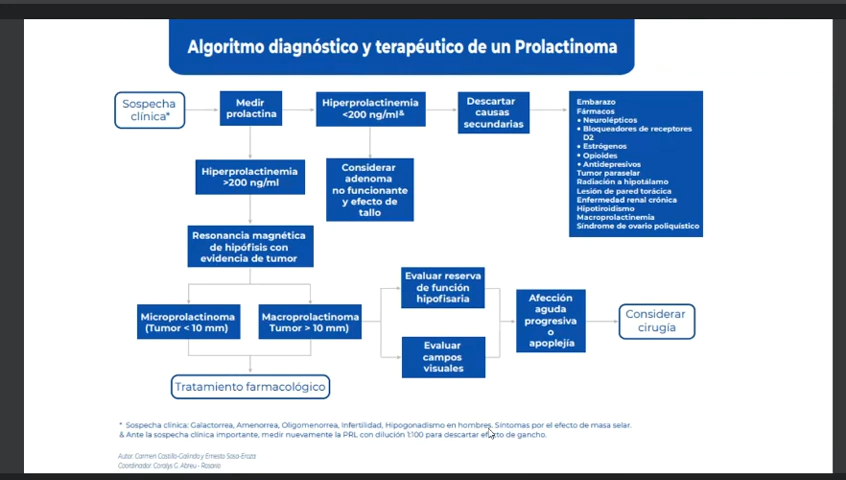 Algoritmo diagnóstico y terapéutico de un Prolactinoma
Sospecha
clínica*
Medir
prolactina
Hiperprolactinemia
<200 ng/ml&
Descartar
causas
secundarias
Embarazo
Fármacos
• Neurolépticos
• Bloqueadores de receptores
D2
• Estrógenos
• Opioides
• Antidepresivos
Tumor paraselar
Radiación a hipotálamo
Lesión de pared torácica
Enfermedad renal crónica
Hipotiroidismo
Macroprolactinemia
Síndrome de ovario poliquístico
Hiperprolactinemia
>200 ng/ml
Considerar
adenoma
no funcionante
y efecto de
tallo
Resonancia magnética
de hipófisis con
evidencia de tumor
Microprolactinoma
(Tumor < 10 mm)
Macroprolactinoma
Tumor > 10 mm)
Evaluar reserva
de función
hipofisaria
Evaluar
campos
visuales
Afección
aguda
progresiva
o
apoplejía
Considerar
cirugía
Tratamiento farmacológico
* Sospecha clínica: Galactorrea, Amenorrea, Oligomenorrea, Infertilidad, Hipogonadismo en hombres. Síntomas por el efecto de masa selar.
& Ante la sospecha clínica importante, medir nuevamente la PRL con dilución 1:100 para descartar efecto de gancho.
Autor: Carmen Castillo-Galindo y Ernesto Sosa-Eroza
Coordinador: Coralys G. Abreu - Rosario